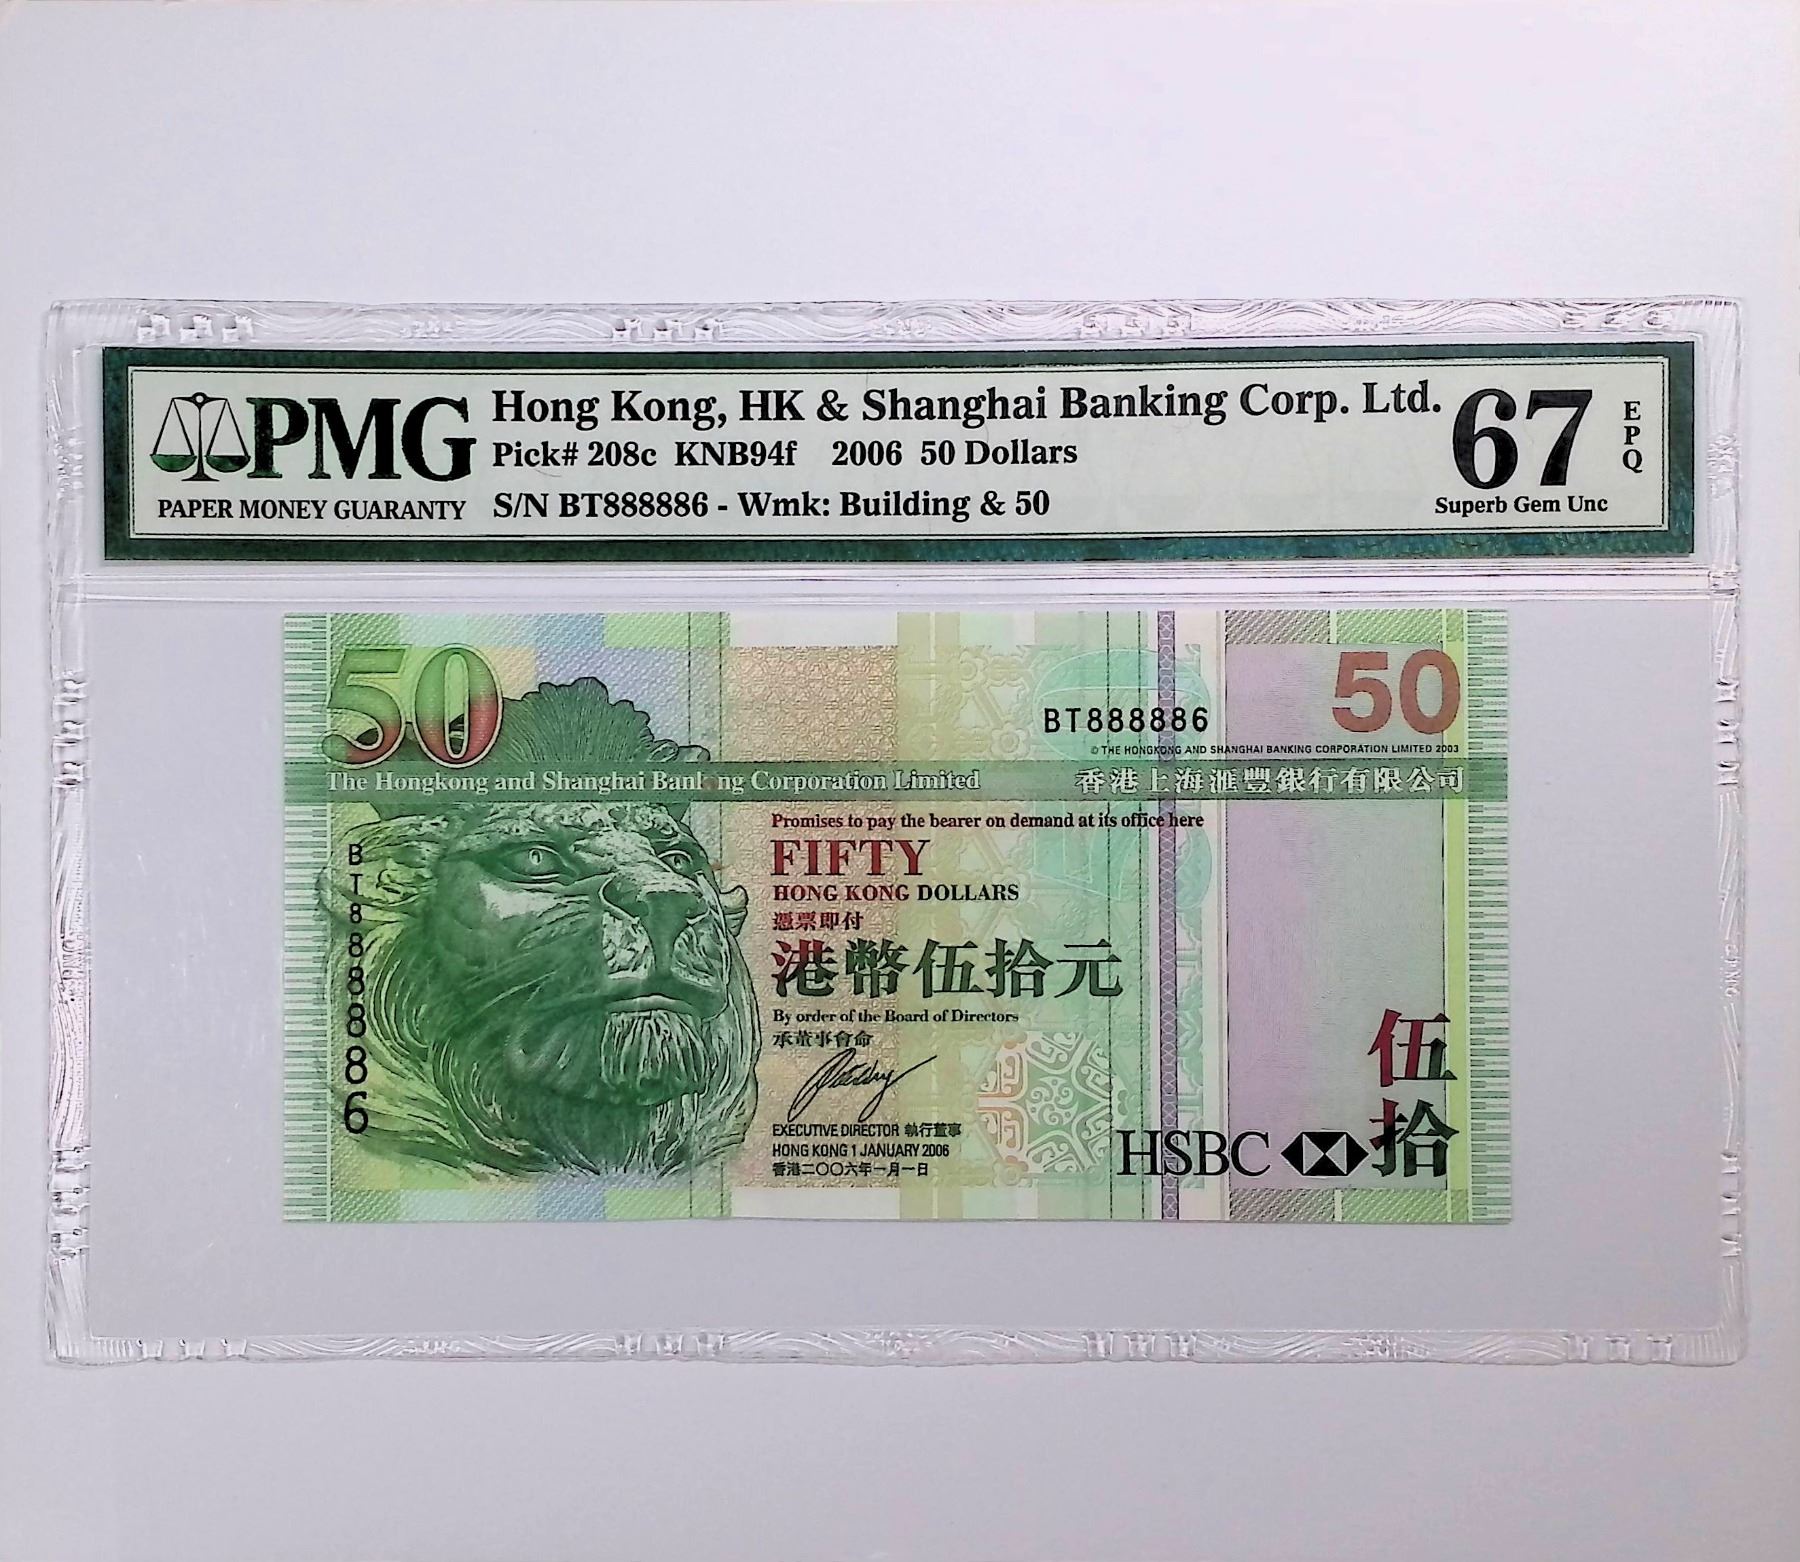 PMG
PAPER MONEY GUARANTY
Hong Kong, HK & Shanghai Banking Corp. Ltd.
Pick# 208c KNB94f 2006 50 Dollars
S/N BT888886 - Wmk: Building & 50
67
EPQ
Superb Gem Unc
50
50
BT888886
© THE HONGKONG AND SHANGHAI BANKING CORPORATION LIMITED 2003
The Hongkong and Shanghai Bank ng Corporation Limited
香港上海滙豐銀行有限公司
Promises to pay the bearer on demand at its office here
FIFTY
HONG KONG DOLLARS
憑票即付
港幣伍拾元
By order of the Board of Directors
承董事會命
EXECUTIVE DIRECTOR 執行董事
HONG KONG 1 JANUARY 2006
香港二〇〇六年一月一日
BT888886
伍拾
HSBC